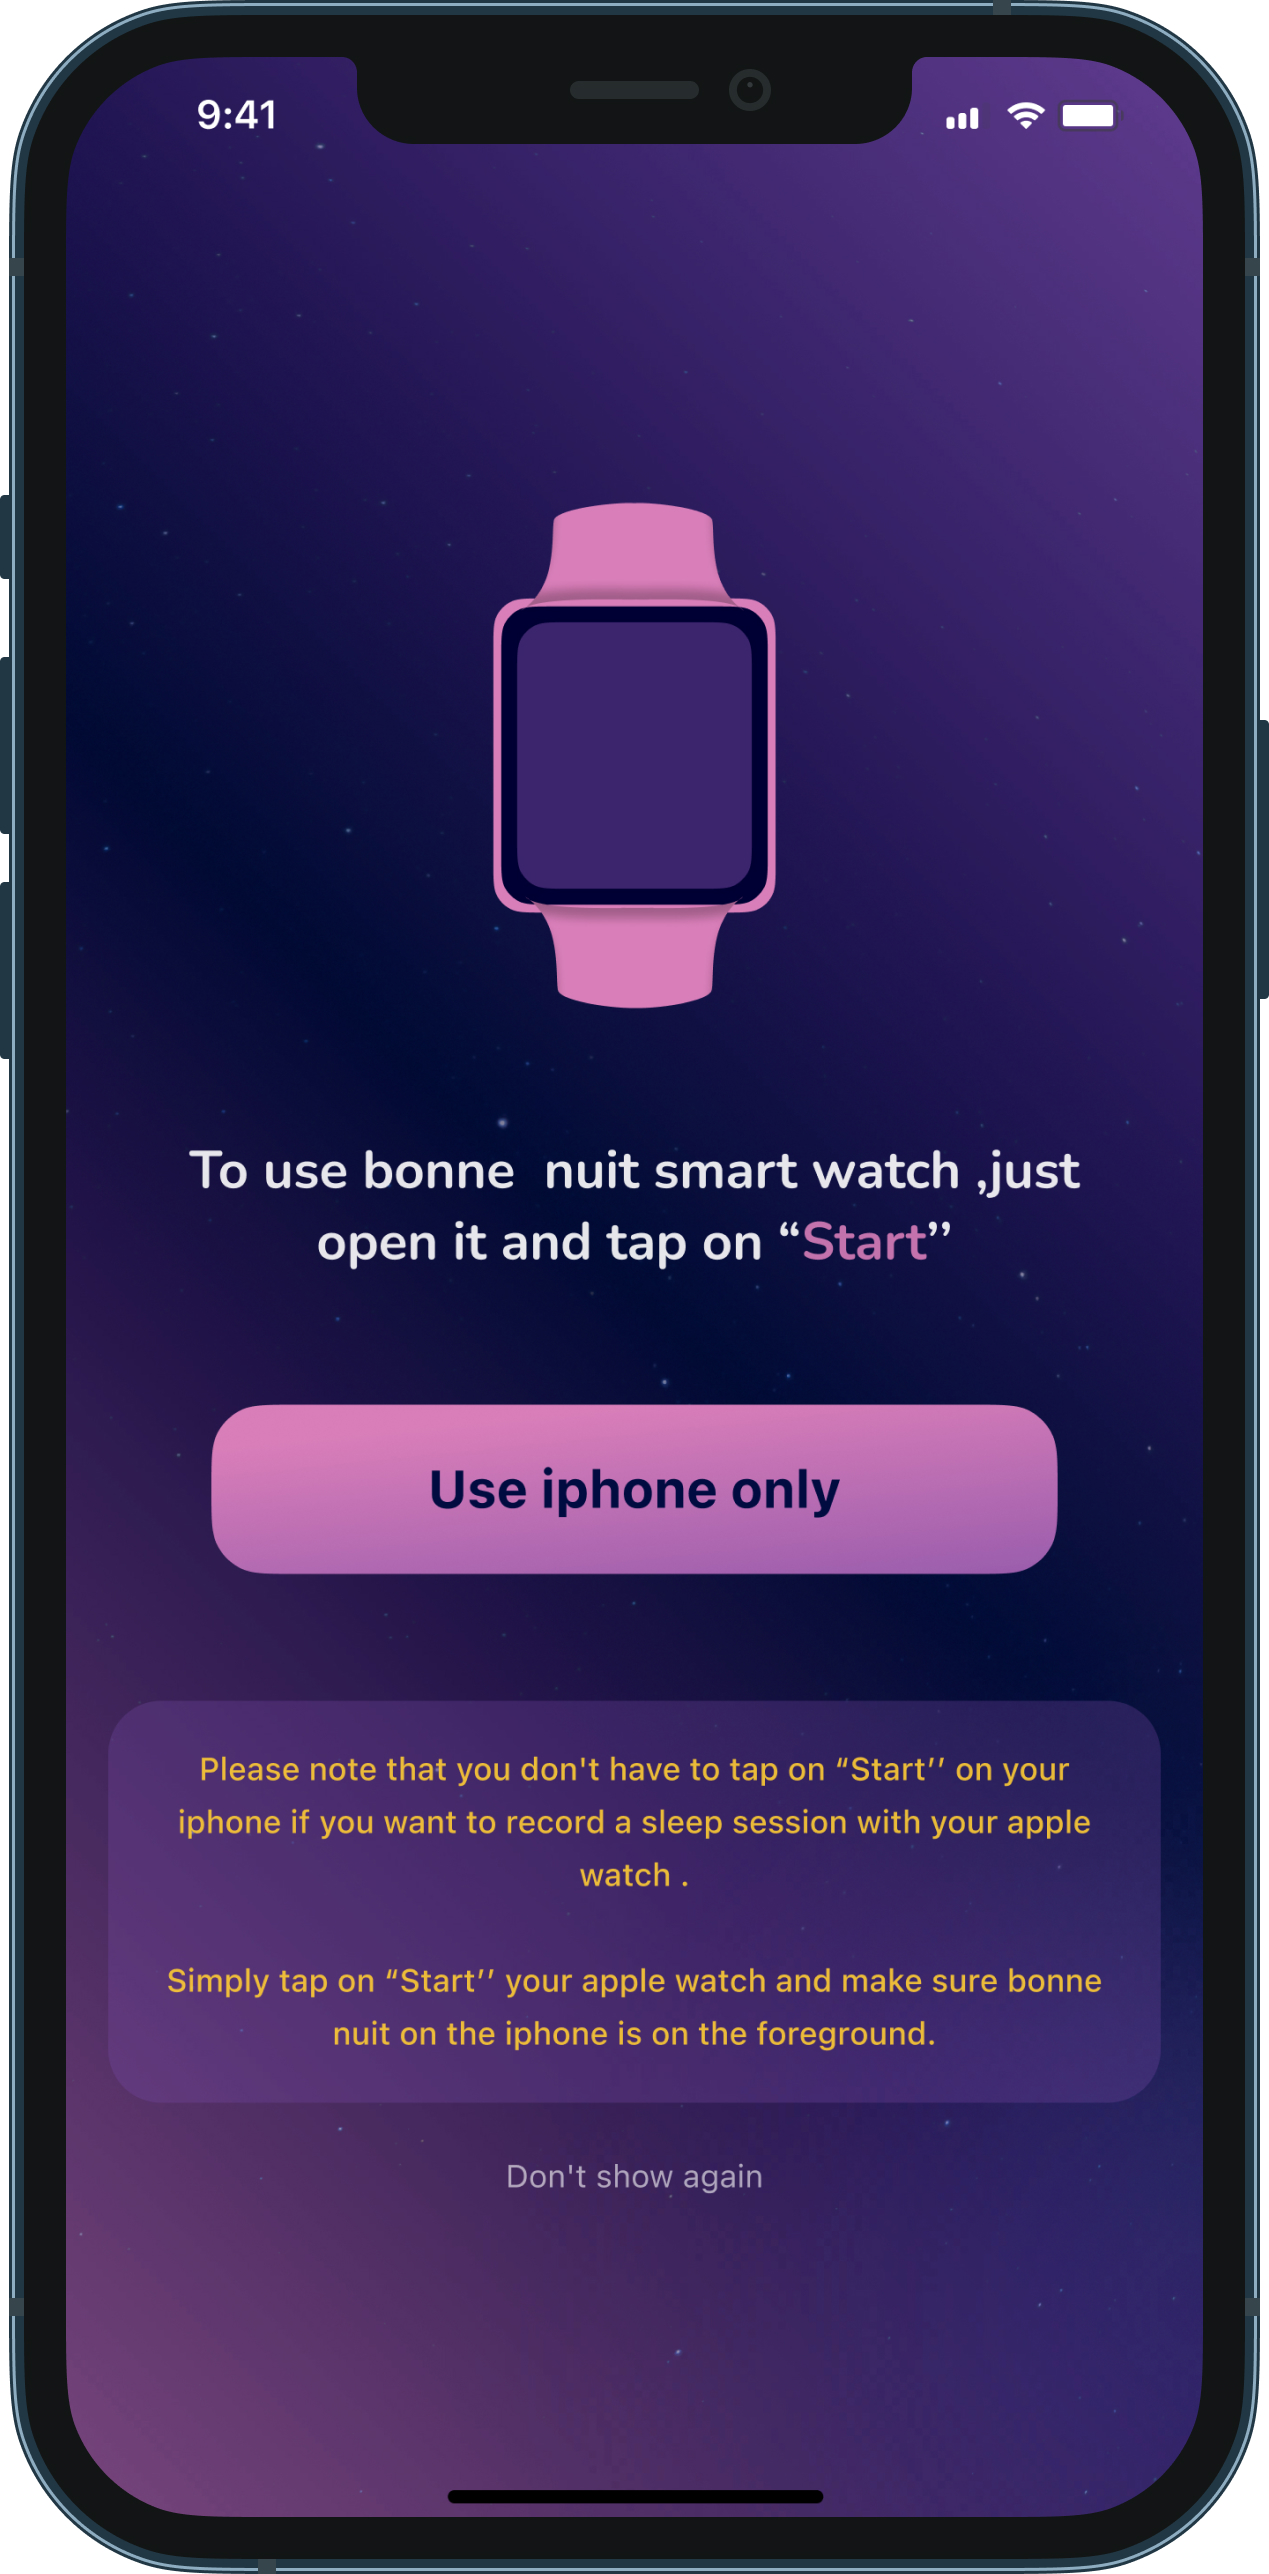 9:41
To use bonne  nuit smart watch ,just
open it and tap on “Start’’
Use iphone only
Please note that you don't have to tap on “Start’’ on your
iphone if you want to record a sleep session with your apple
watch .
Simply tap on “Start’’ your apple watch and make sure bonne
nuit on the iphone is on the foreground.
Don't show again